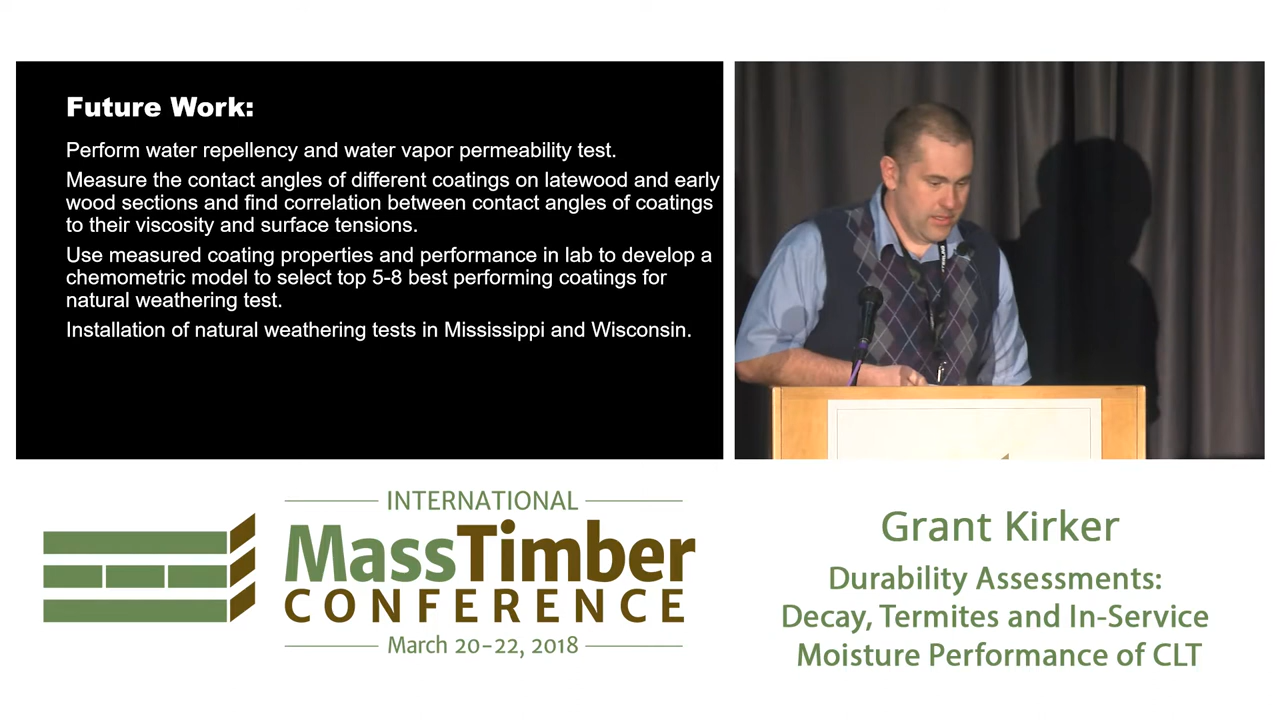 Future Work:
Perform water repellency and water vapor permeability test.
Measure the contact angles of different coatings on latewood and early
wood sections and find correlation between contact angles of coatings
to their viscosity and surface tensions.
Use measured coating properties and performance in lab to develop a
chemometric model to select top 5-8 best performing coatings for
natural weathering test.
Installation of natural weathering tests in Mississippi and Wisconsin.
INTERNATIONAL
MassTimber
CONFERENCE
March 20-22, 2018
Grant Kirker
Durability Assessments:
Decay, Termites and In-Service
Moisture Performance of CLT